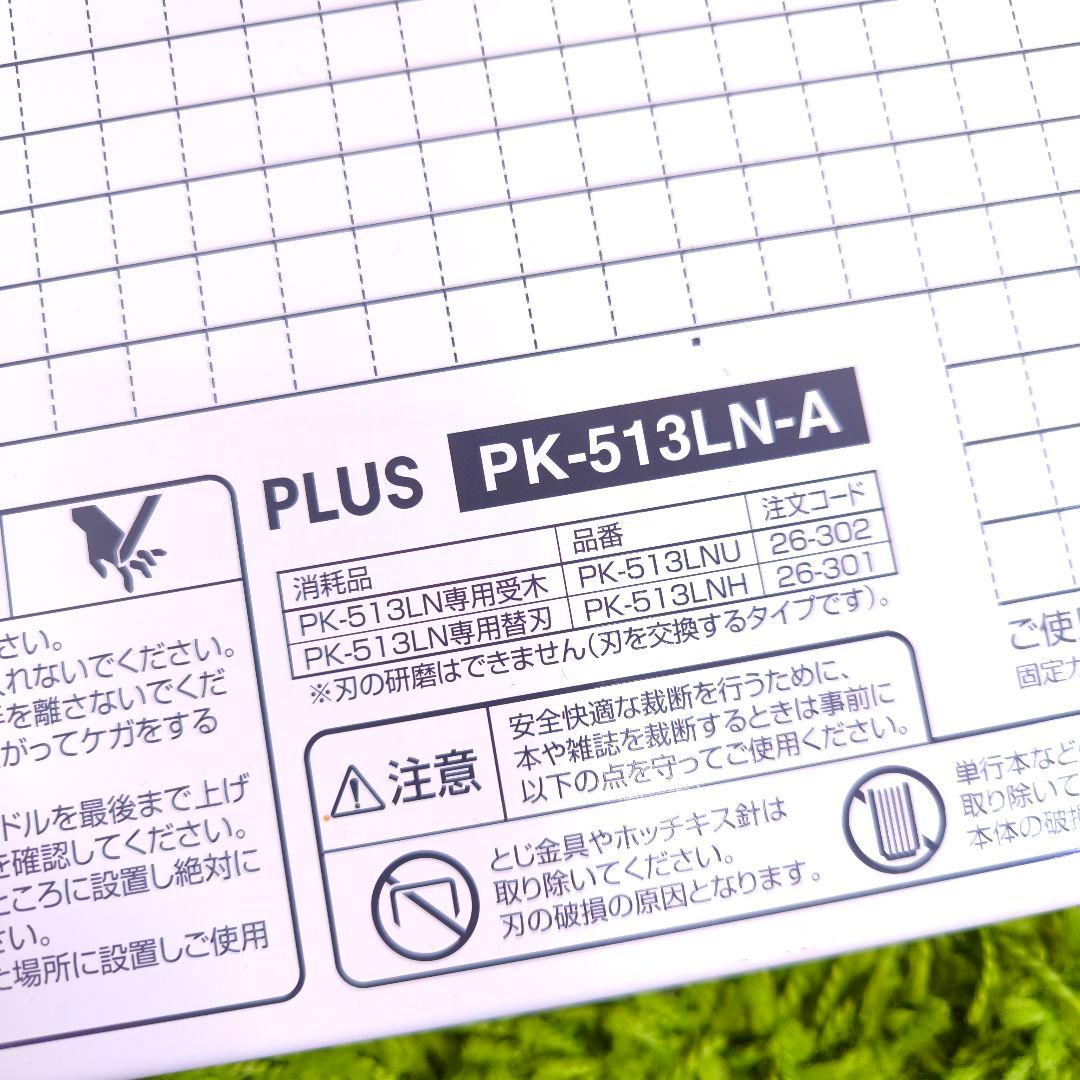 PLUS PK-513LN-A
消耗品 品番 注文コード
PK-513LN専用受木 PK-513LNU 26-302
PK-513LN専用替刃 PK-513LNH 26-301
※刃の研磨はできません(刃を交換するタイプです)。
さい。
入れないでください。
手を離さないでくだ
がってケガをする
ドルを最後まで上げ
を確認してください。
ところに設置し絶対に
さい。
た場所に設置しご使用
注意
安全快適な裁断を行うために、
本や雑誌を裁断するときは事前に
以下の点を守ってご使用ください。
とじ金具やホッチキス針は
取り除いてください。
刃の破損の原因となります。
単行本など
取り除いて
本体の破損
ご使用
固定